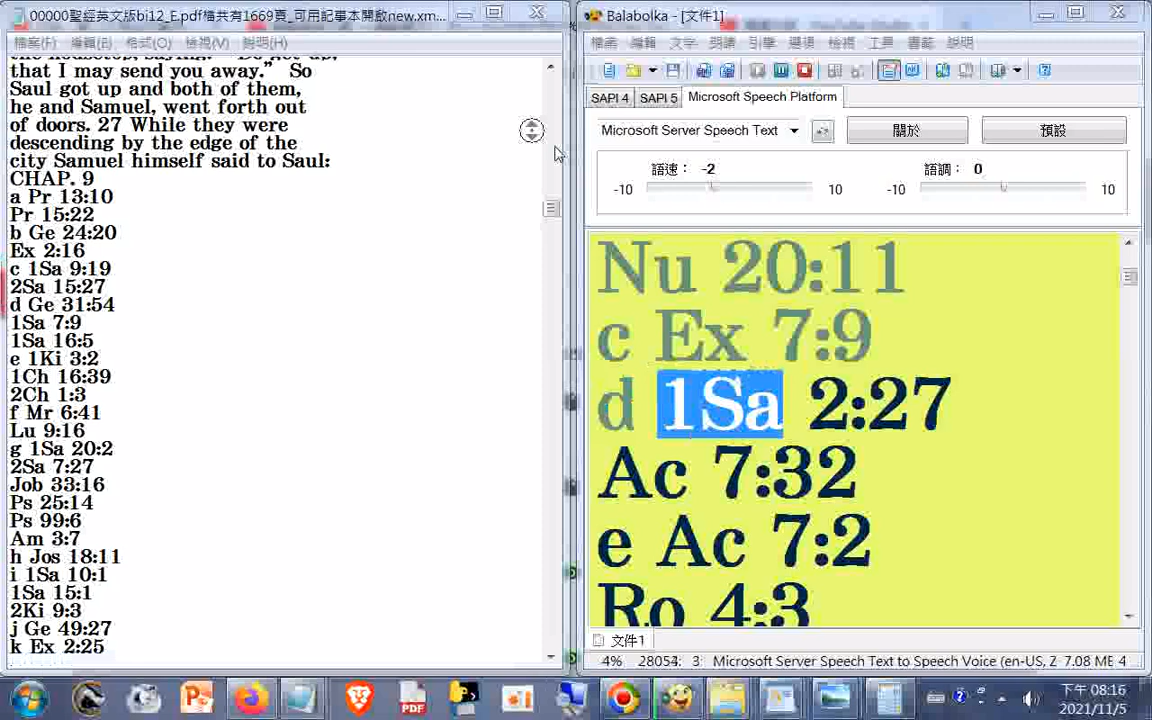 00000聖經英文版bi12_E.pdf檔共有1669頁_可用記事本開啟new.xm...
檔案(F) 編輯(E) 格式(O) 檢視(V) 說明(H)
the housetop, saying: "Do get up,
that I may send you away." So
Saul got up and both of them,
he and Samuel, went forth out
of doors. 27 While they were
descending by the edge of the
city Samuel himself said to Saul:
CHAP. 9
a Pr 13:10
Pr 15:22
b Ge 24:20
Ex 2:16
c 1Sa 9:19
2Sa 15:27
d Ge 31:54
1Sa 7:9
1Sa 16:5
e 1Ki 3:2
1Ch 16:39
2Ch 1:3
f Mr 6:41
Lu 9:16
g 1Sa 20:2
2Sa 7:27
Job 33:16
Ps 25:14
Ps 99:6
Am 3:7
h Jos 18:11
i 1Sa 10:1
1Sa 15:1
2Ki 9:3
j Ge 49:27
k Ex 2:25
Balabolka - [文件1]
檔案 編輯 文字 朗讀 引擎 選項 檢視 工具 書籤 說明
SAPI 4 SAPI 5 Microsoft Speech Platform
Microsoft Server Speech Text 關於 預設
語速： -2 語調： 0
-10 10 -10 10
Nu 20:11
c Ex 7:9
d 1Sa 2:27
Ac 7:32
e Ac 7:2
Ro 4:3
文件1
4% 28054: 3 Microsoft Server Speech Text to Speech Voice (en-US, Z 7.08 ME 4
PDF
下午 08:16
2021/11/5